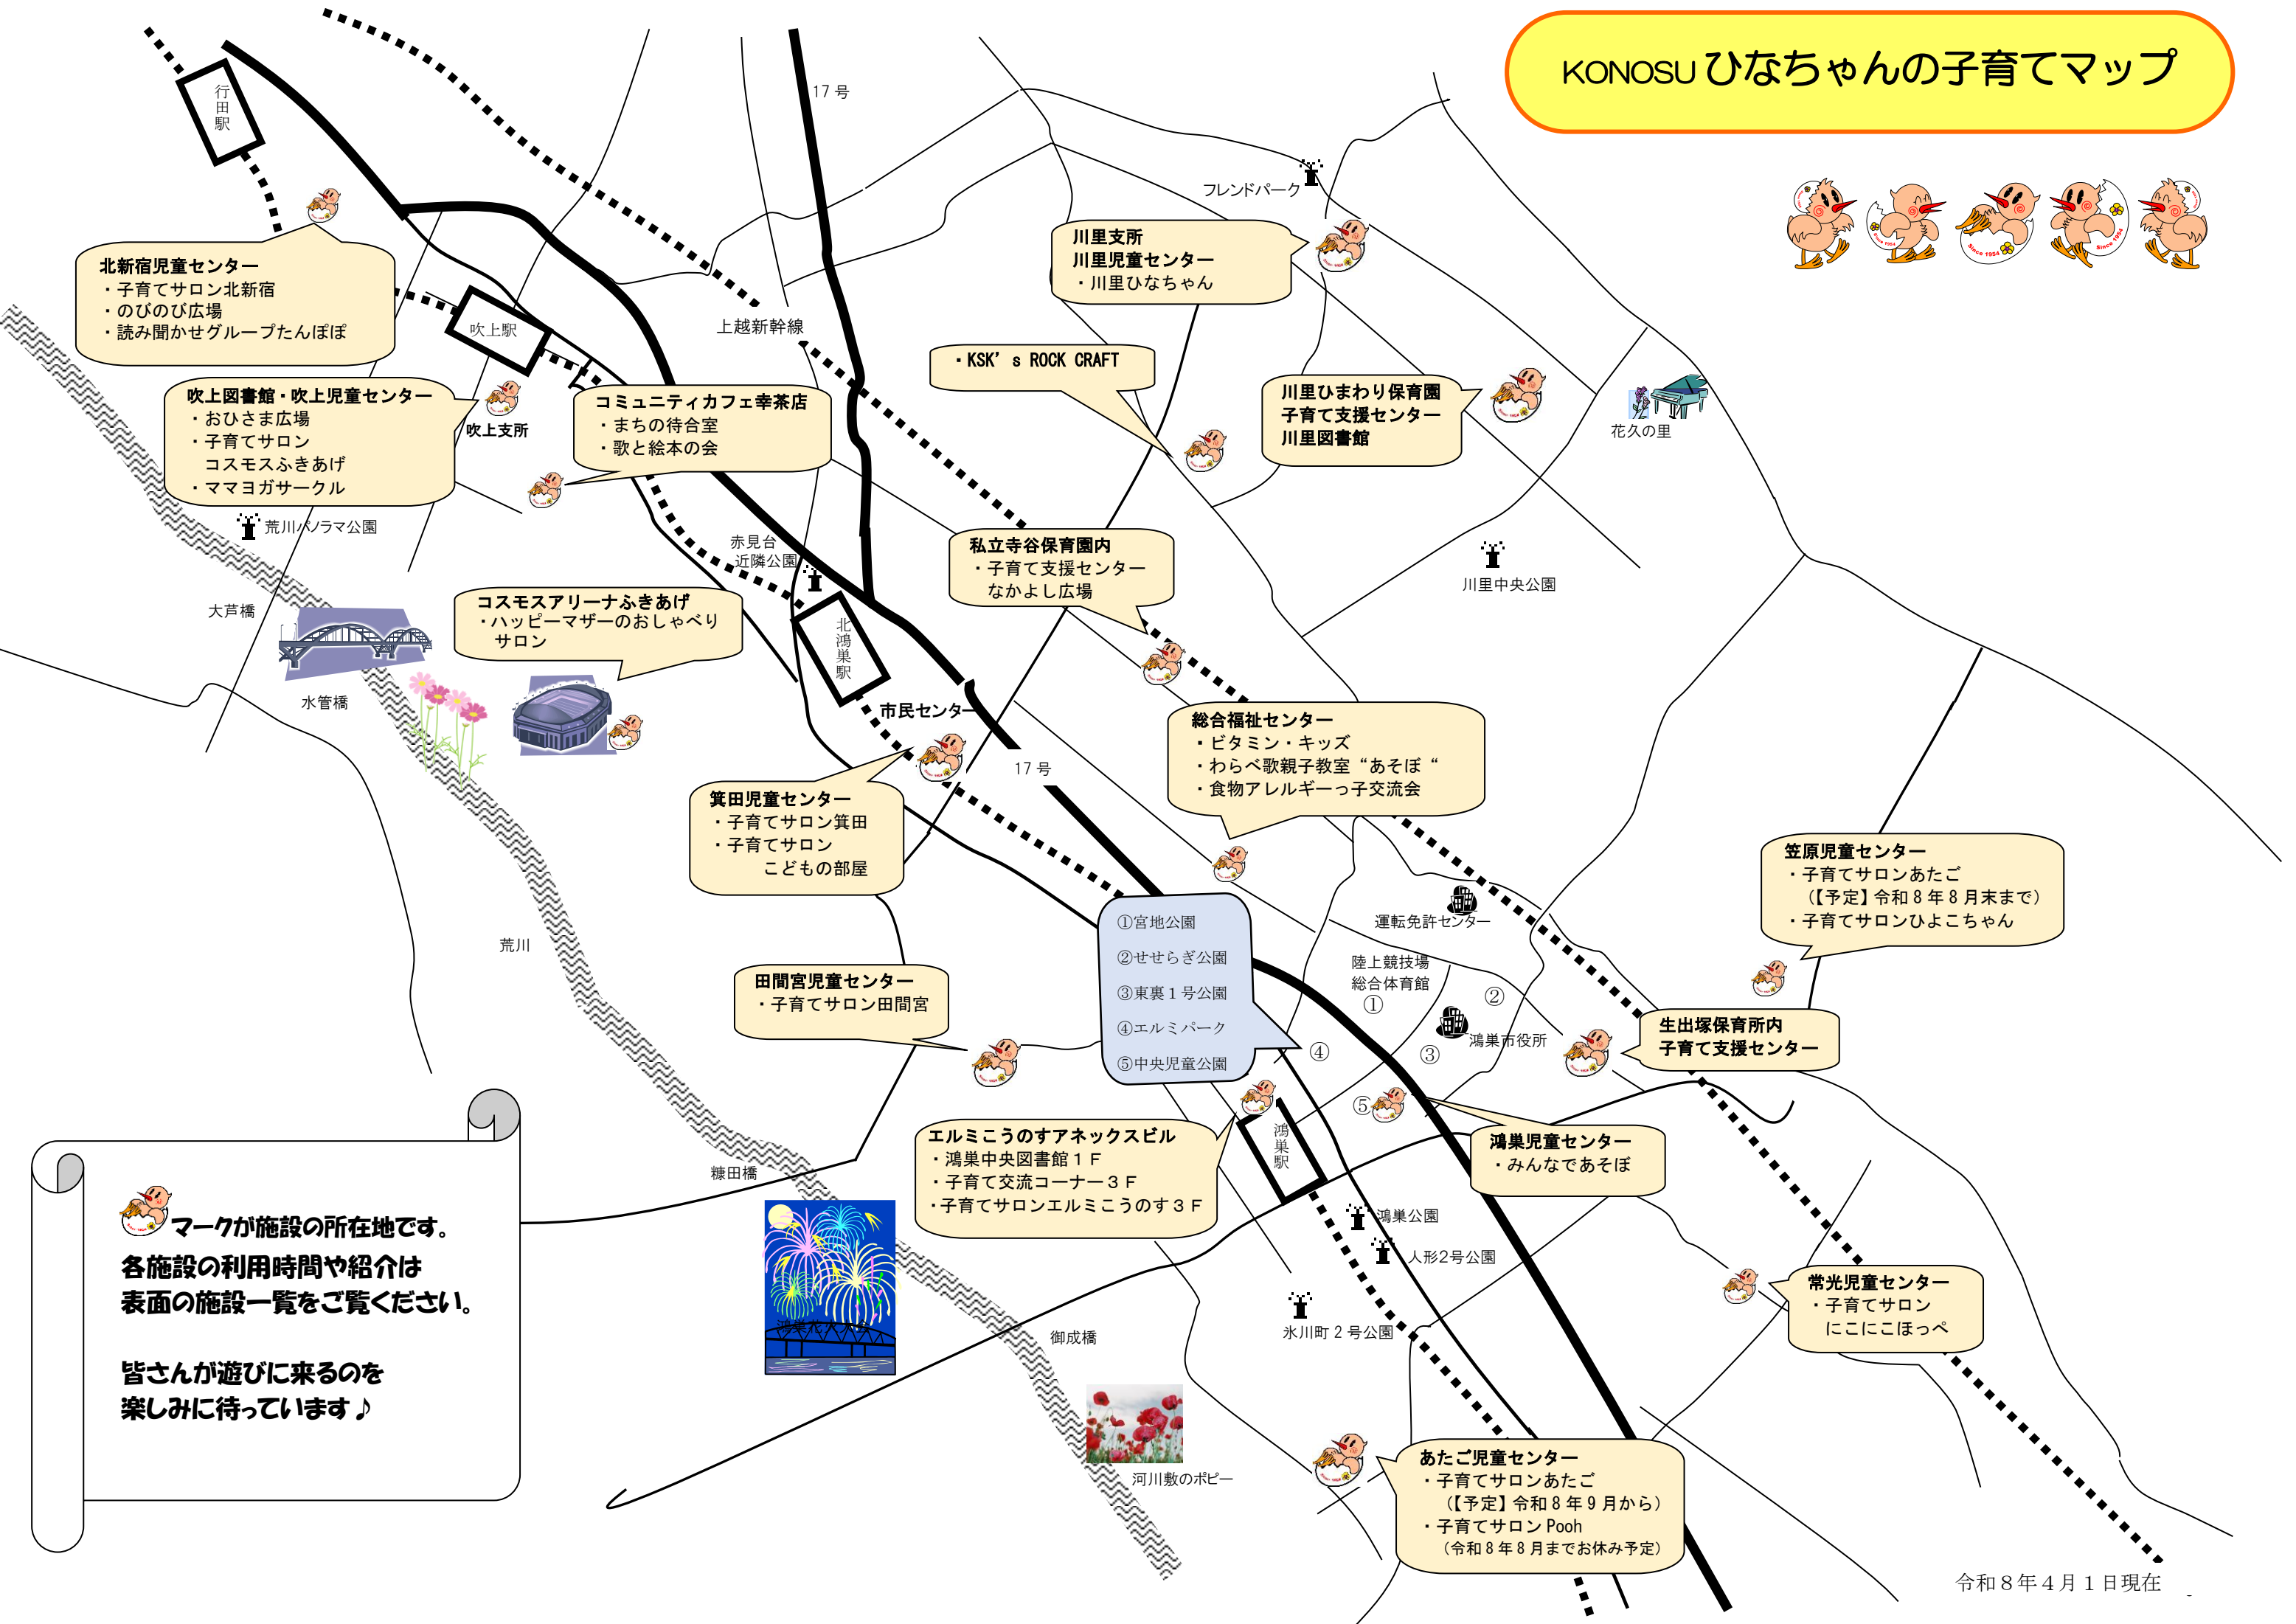 KONOSU ひなちゃんの子育てマップ
行田駅
17号
フレンドパーク
川里支所
川里児童センター
・川里ひなちゃん
北新宿児童センター
・子育てサロン北新宿
・のびのび広場
・読み聞かせグループたんぽぽ
吹上駅
上越新幹線
・KSK’s ROCK CRAFT
川里ひまわり保育園
子育て支援センター
川里図書館
花久の里
吹上図書館・吹上児童センター
・おひさま広場
・子育てサロン
コスモスふきあげ
・ママヨガサークル
吹上支所
コミュニティカフェ幸茶店
・まちの待合室
・歌と絵本の会
荒川パノラマ公園
赤見台
近隣公園
私立寺谷保育園内
・子育て支援センター
なかよし広場
川里中央公園
大芦橋
コスモスアリーナふきあげ
・ハッピーマザーのおしゃべり
サロン
北鴻巣駅
水管橋
市民センター
総合福祉センター
・ビタミン・キッズ
・わらべ歌親子教室“あそぼ“
・食物アレルギーっ子交流会
17号
箕田児童センター
・子育てサロン箕田
・子育てサロン
こどもの部屋
笠原児童センター
・子育てサロンあたご
（【予定】令和８年８月末まで）
・子育てサロンひよこちゃん
荒川
①宮地公園
②せせらぎ公園
③東裏１号公園
④エルミパーク
⑤中央児童公園
運転免許センター
陸上競技場
総合体育館
①
②
③
④
⑤
鴻巣市役所
田間宮児童センター
・子育てサロン田間宮
生出塚保育所内
子育て支援センター
エルミこうのすアネックスビル
・鴻巣中央図書館１Ｆ
・子育て交流コーナー３Ｆ
・子育てサロンエルミこうのす３Ｆ
鴻巣駅
鴻巣児童センター
・みんなであそぼ
糠田橋
マークが施設の所在地です。
各施設の利用時間や紹介は
表面の施設一覧をご覧ください。
皆さんが遊びに来るのを
楽しみに待っています♪
鴻巣公園
人形2号公園
氷川町２号公園
御成橋
常光児童センター
・子育てサロン
にこにこほっぺ
河川敷のポピー
あたご児童センター
・子育てサロンあたご
（【予定】令和８年９月から）
・子育てサロン Pooh
（令和８年８月までお休み予定）
令和８年４月１日現在